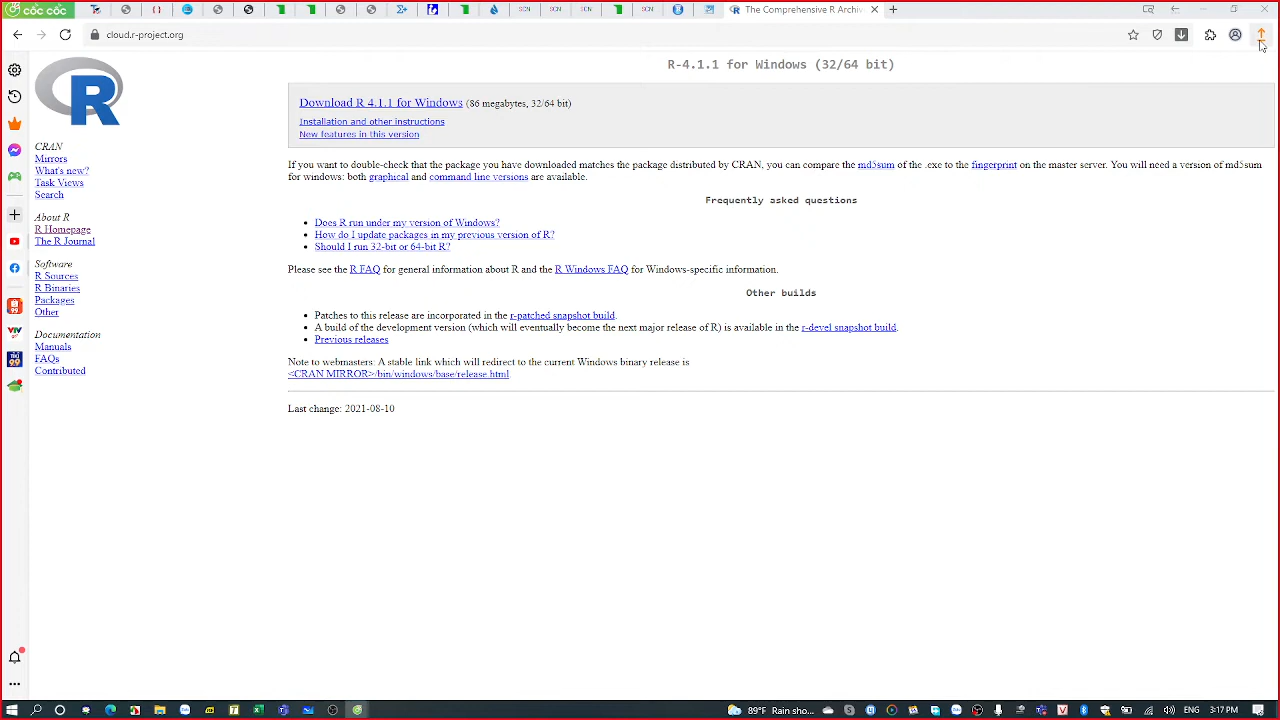 cốc cốc
SCN
SCN
SCN
SCN
The Comprehensive R Archiv
cloud.r-project.org
R
CRAN
Mirrors
What's new?
Task Views
Search
About R
R Homepage
The R Journal
Software
R Sources
R Binaries
Packages
Other
Documentation
Manuals
FAQs
Contributed
R-4.1.1 for Windows (32/64 bit)
Download R 4.1.1 for Windows (86 megabytes, 32/64 bit)
Installation and other instructions
New features in this version
If you want to double-check that the package you have downloaded matches the package distributed by CRAN, you can compare the md5sum of the .exe to the fingerprint on the master server. You will need a version of md5sum
for windows: both graphical and command line versions are available.
Frequently asked questions
Does R run under my version of Windows?
How do I update packages in my previous version of R?
Should I run 32-bit or 64-bit R?
Please see the R FAQ for general information about R and the R Windows FAQ for Windows-specific information.
Other builds
Patches to this release are incorporated in the r-patched snapshot build.
A build of the development version (which will eventually become the next major release of R) is available in the r-devel snapshot build.
Previous releases
Note to webmasters: A stable link which will redirect to the current Windows binary release is
<CRAN MIRROR>/bin/windows/base/release.html.
Last change: 2021-08-10
89°F Rain sho...
ENG
3:17 PM